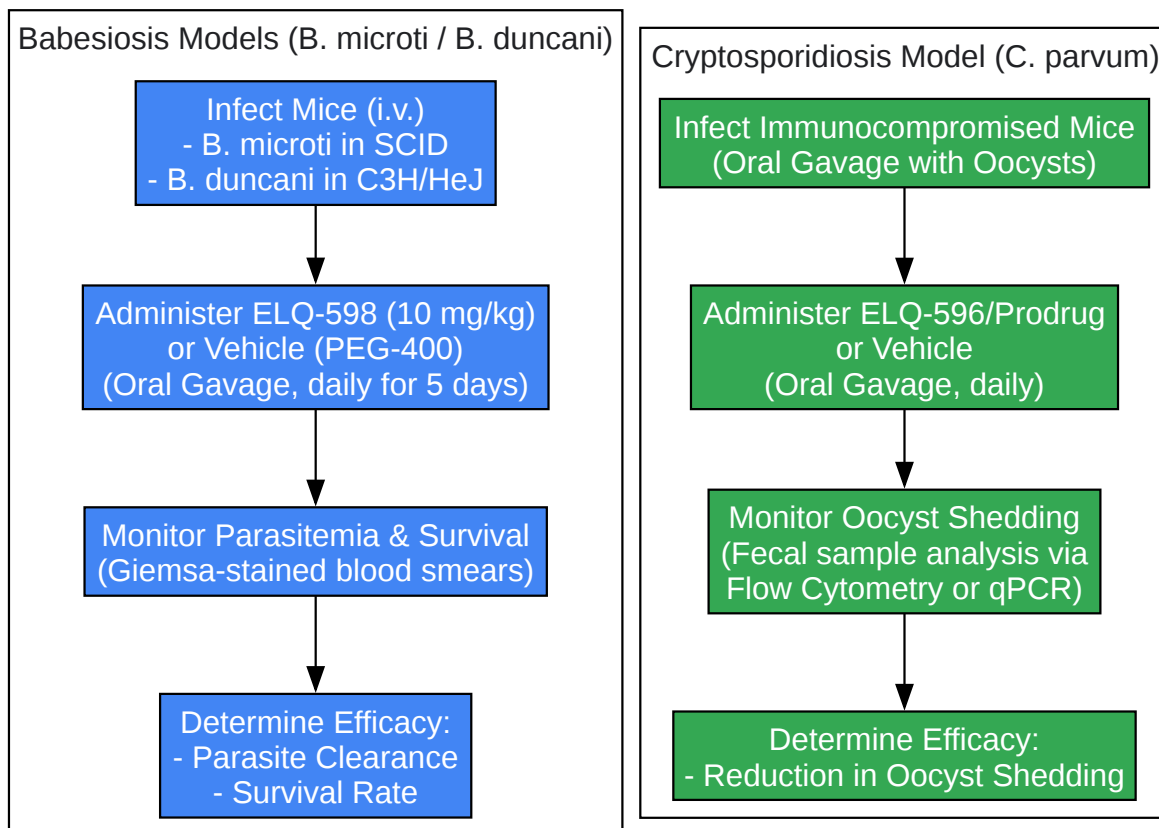 Babesiosis Models (B. microti / B. duncani)
Infect Mice (i.v.)
- B. microti in SCID
- B. duncani in C3H/HeJ
Administer ELQ-598 (10 mg/kg)
or Vehicle (PEG-400)
(Oral Gavage, daily for 5 days)
Monitor Parasitemia & Survival
(Giemsa-stained blood smears)
Determine Efficacy:
- Parasite Clearance
- Survival Rate
Cryptosporidiosis Model (C. parvum)
Infect Immunocompromised Mice
(Oral Gavage with Oocysts)
Administer ELQ-596/Prodrug
or Vehicle
(Oral Gavage, daily)
Monitor Oocyst Shedding
(Fecal sample analysis via
Flow Cytometry or qPCR)
Determine Efficacy:
- Reduction in Oocyst Shedding